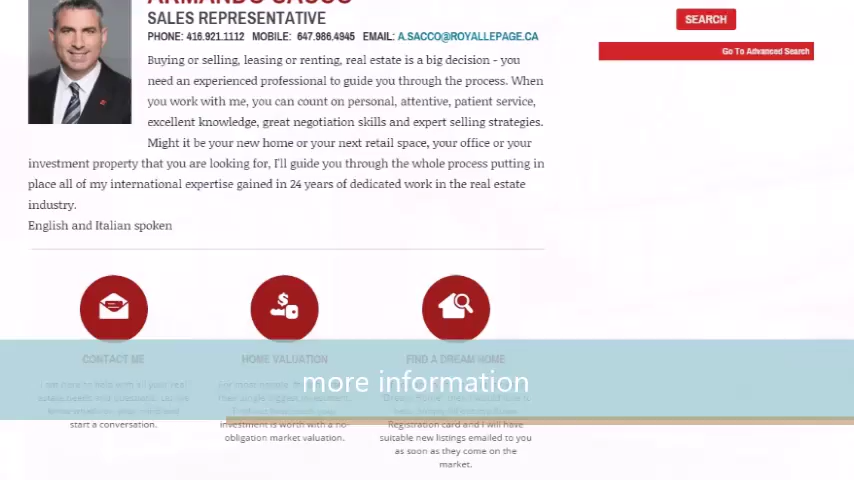 ARMANDO SACCO
SALES REPRESENTATIVE
PHONE: 416.921.1112 MOBILE: 647.986.4945 EMAIL: A.SACCO@ROYALLEPAGE.CA
Buying or selling, leasing or renting, real estate is a big decision - you
need an experienced professional to guide you through the process. When
you work with me, you can count on personal, attentive, patient service,
excellent knowledge, great negotiation skills and expert selling strategies.
Might it be your new home or your next retail space, your office or your
investment property that you are looking for, I'll guide you through the whole process putting in
place all of my international expertise gained in 24 years of dedicated work in the real estate
industry.
English and Italian spoken
SEARCH
Go To Advanced Search
CONTACT ME
start a conversation.
HOME VALUATION
investment is worth with a no-
obligation market valuation.
FIND A DREAM HOME
Registration card and I will have
suitable new listings emailed to you
as soon as they come on the
market.
more information